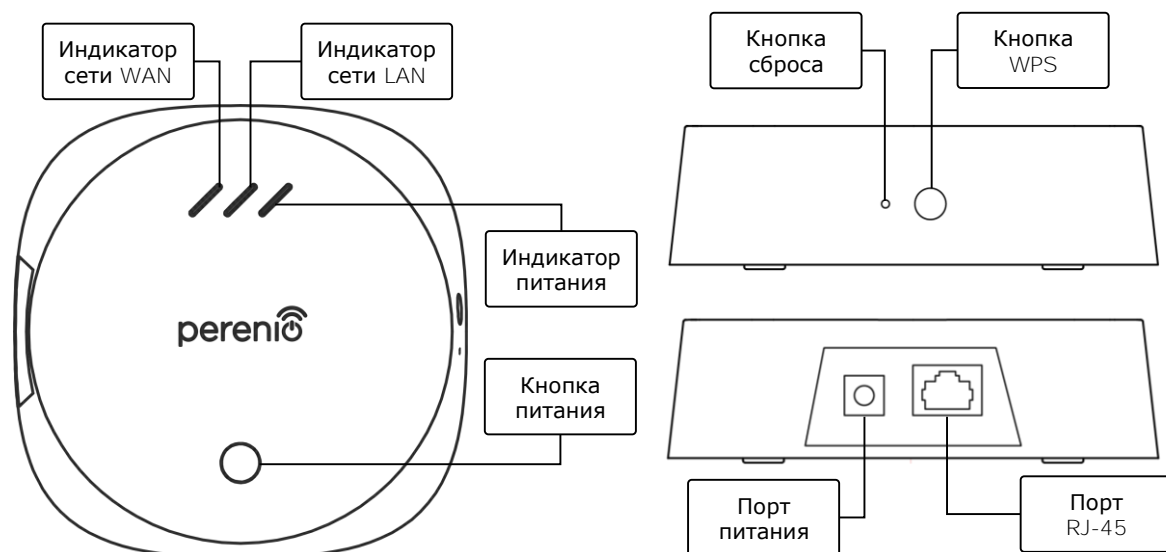 Индикатор
сети WAN
Индикатор
сети LAN
Индикатор
питания
perenio
Кнопка
питания
Кнопка
сброса
Кнопка
WPS
Порт
питания
Порт
RJ-45